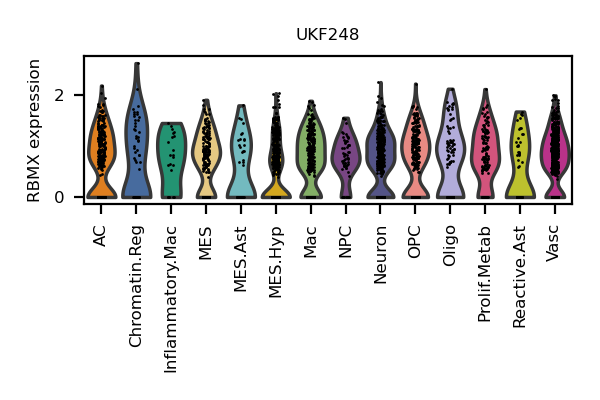 UKF248
RBMX expression
2
0
AC
Chromatin.Reg
Inflammatory.Mac
MES
MES.Ast
MES.Hyp
Mac
NPC
Neuron
OPC
Oligo
Prolif.Metab
Reactive.Ast
Vasc